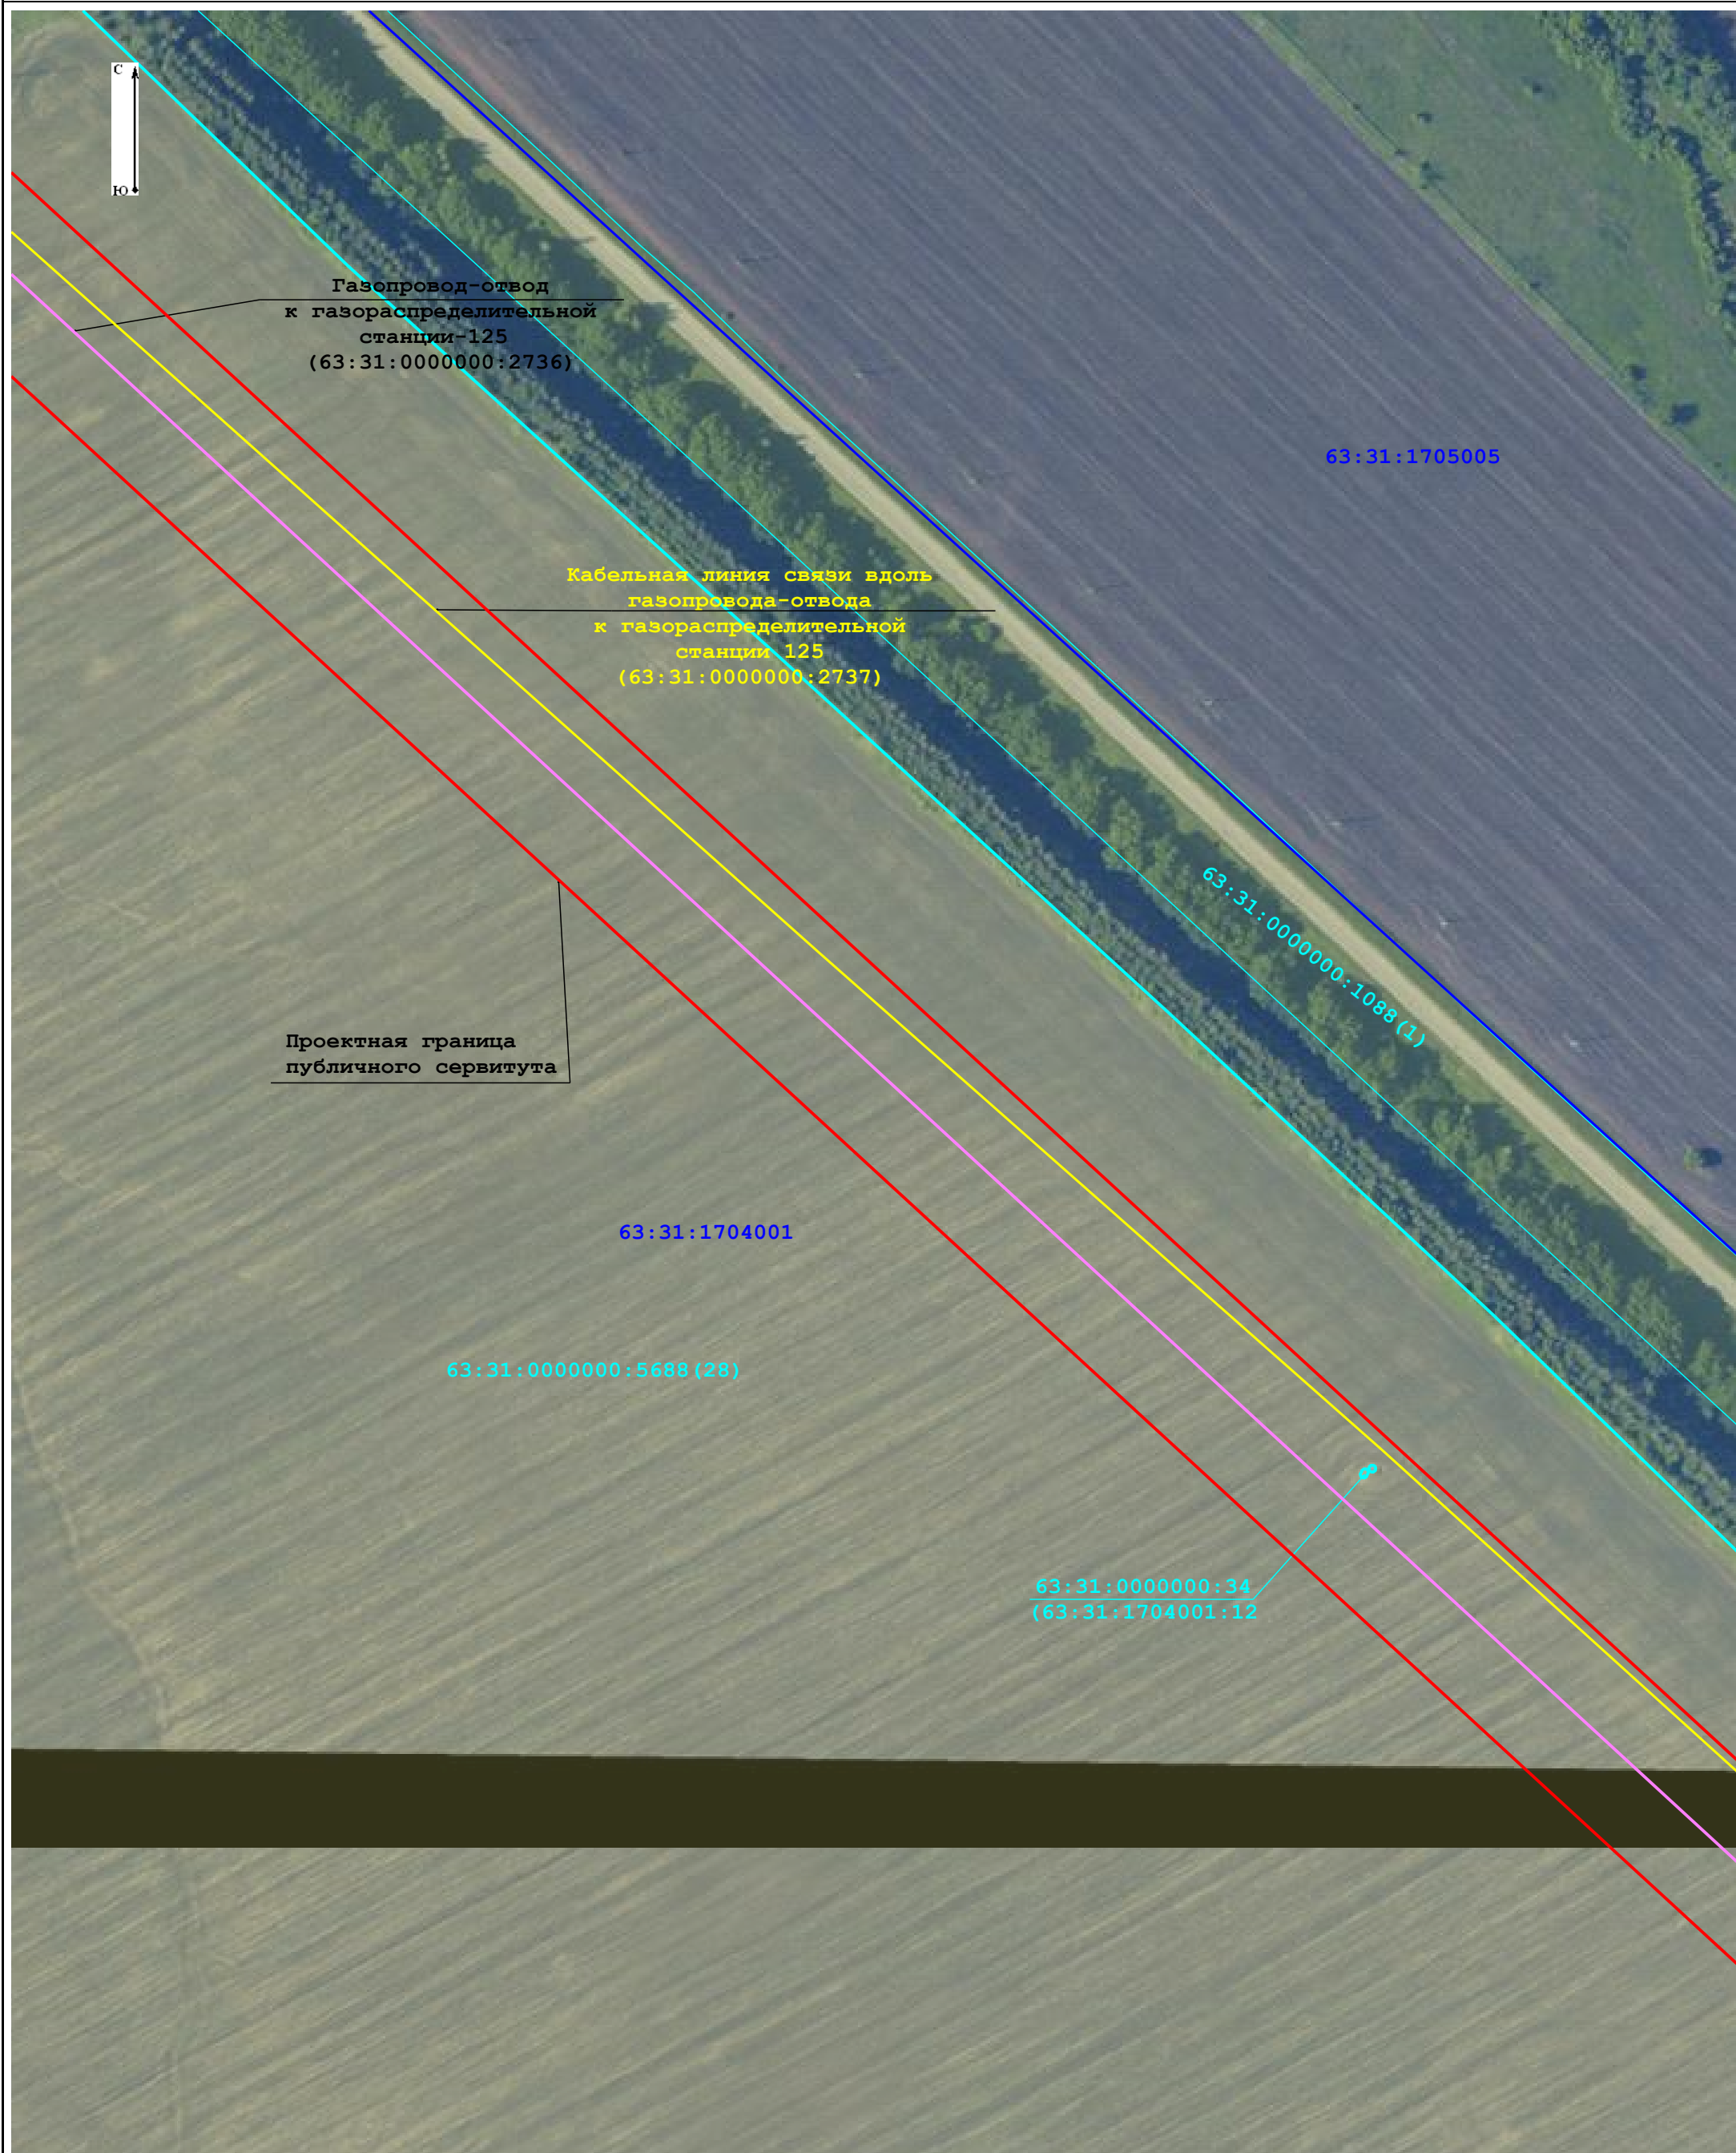 С
Ю
Газопровод-отвод
к газораспределительной
станции-125
(63:31:0000000:2736)
63:31:1705005
Кабельная линия связи вдоль
газопровода-отвода
к газораспределительной
станции 125
(63:31:0000000:2737)
63:31:0000000:1088(1)
Проектная граница
публичного сервитута
63:31:1704001
63:31:0000000:5688(28)
63:31:0000000:34
(63:31:1704001:12